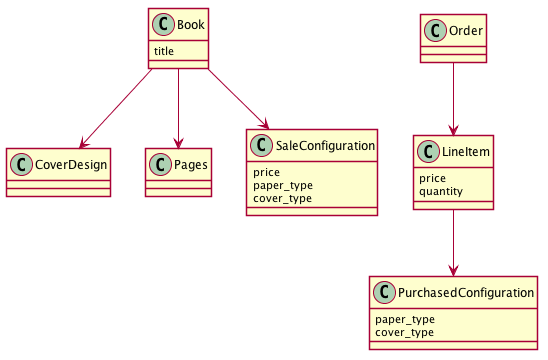 C Book
title
C Order
C CoverDesign
C Pages
C SaleConfiguration
price
paper_type
cover_type
C LineItem
price
quantity
C PurchasedConfiguration
paper_type
cover_type